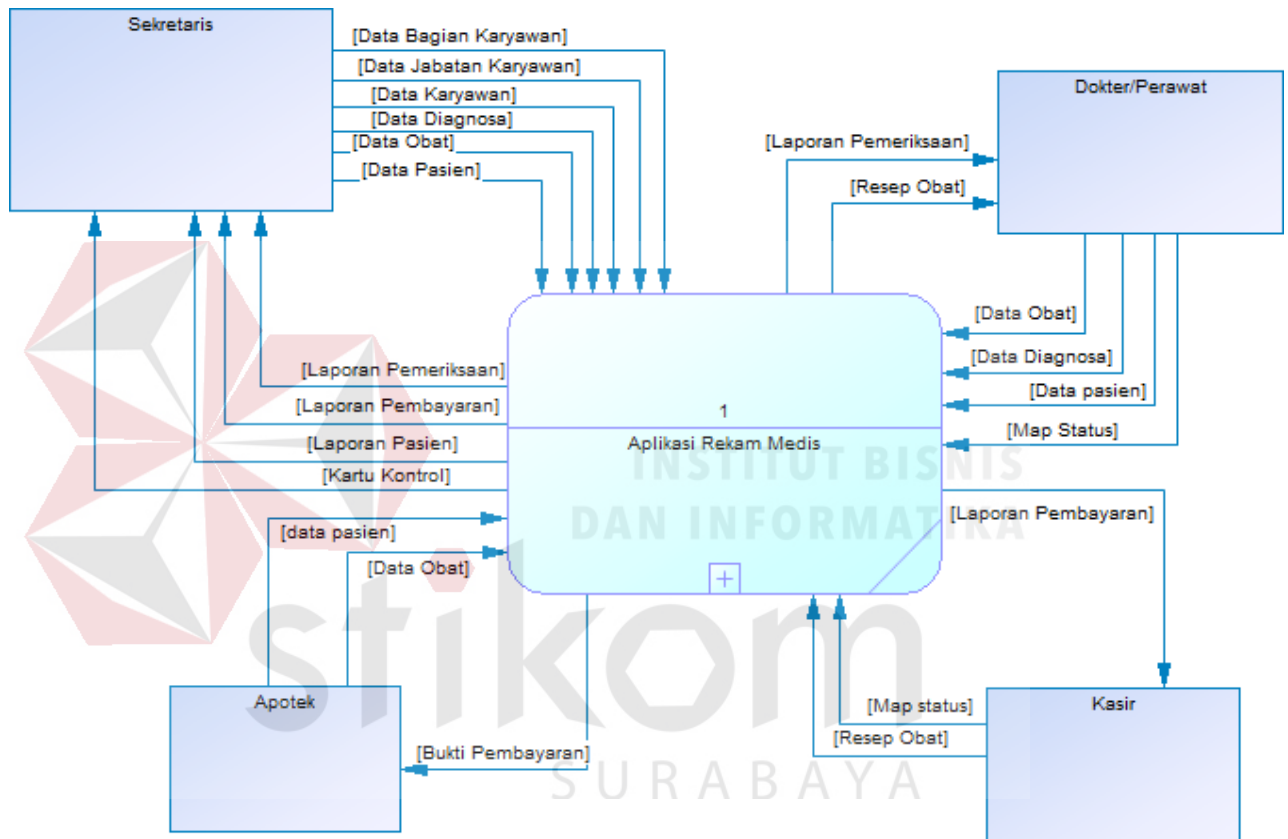 Sekretaris
[Data Bagian Karyawan]
[Data Jabatan Karyawan]
[Data Karyawan]
[Data Diagnosa]
[Data Obat]
[Data Pasien]
Dokter/Perawat
[Laporan Pemeriksaan]
[Resep Obat]
[Data Obat]
[Data Diagnosa]
[Data pasien]
[Map Status]
[Laporan Pemeriksaan]
[Laporan Pembayaran]
[Laporan Pasien]
[Kartu Kontrol]
1
Aplikasi Rekam Medis
INSTITUT BISNIS
DAN INFORMATIKA
[Laporan Pembayaran]
[data pasien]
[Data Obat]
stikom
SURABAYA
Apotek
[Bukti Pembayaran]
[Map status]
[Resep Obat]
Kasir